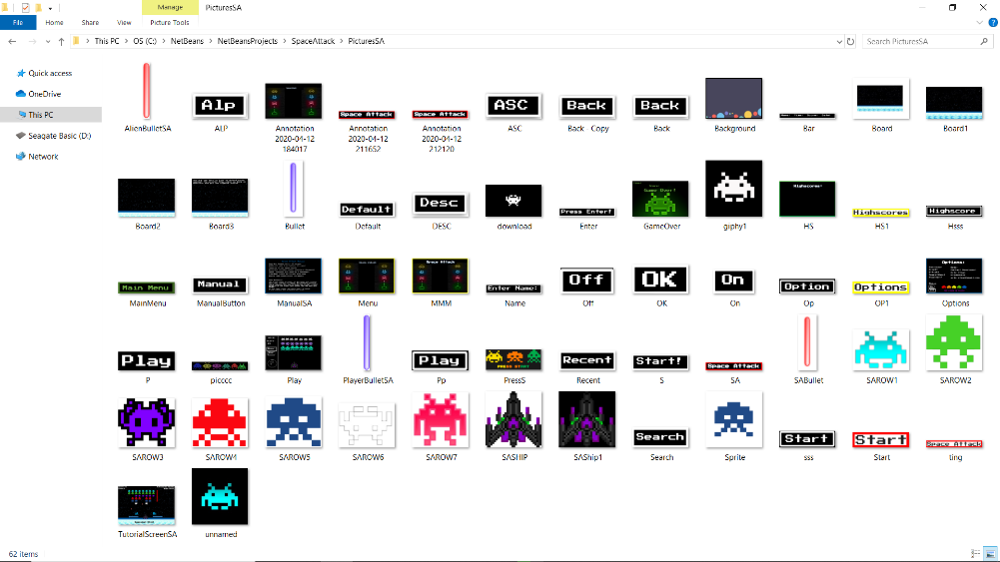 Manage
PicturesSA
File
Home
Share
View
Picture Tools
This PC
OS (C:)
NetBeans
NetBeansProjects
SpaceAttack
PicturesSA
Search PicturesSA
Quick access
OneDrive
This PC
Seagate Basic (D:)
Network
Alp
Space Attack
Space Attack
ASC
Back
Back
AlienBulletSA
ALP
Annotation
2020-04-12
184017
Annotation
2020-04-12
211652
Annotation
2020-04-12
212120
ASC
Back - Copy
Back
Background
Bar
Board
Board1
Default
Desc
Press Enter!
Game Over!
Highscores!
Highscores
Highscore
Board2
Board3
Bullet
Default
DESC
download
Enter
GameOver
giphy1
HS
HS1
Hsss
Main Menu
Manual
Space Attack
Enter Name:
Off
OK
On
Option
Options
Options:
MainMenu
ManualButton
ManualSA
Menu
MMM
Name
Off
OK
On
Op
OP1
Options
Play
Play
PRESS START
Recent
Start!
Space Attack
P
picccc
Play
PlayerBulletSA
Pp
PressS
Recent
S
SA
SABullet
SAROW1
SAROW2
Search
Start
Start
Space Attack
SAROW3
SAROW4
SAROW5
SAROW6
SAROW7
SASHIP
SAShip1
Search
Sprite
sss
Start
ting
TutorialScreenSA
unnamed
62 items